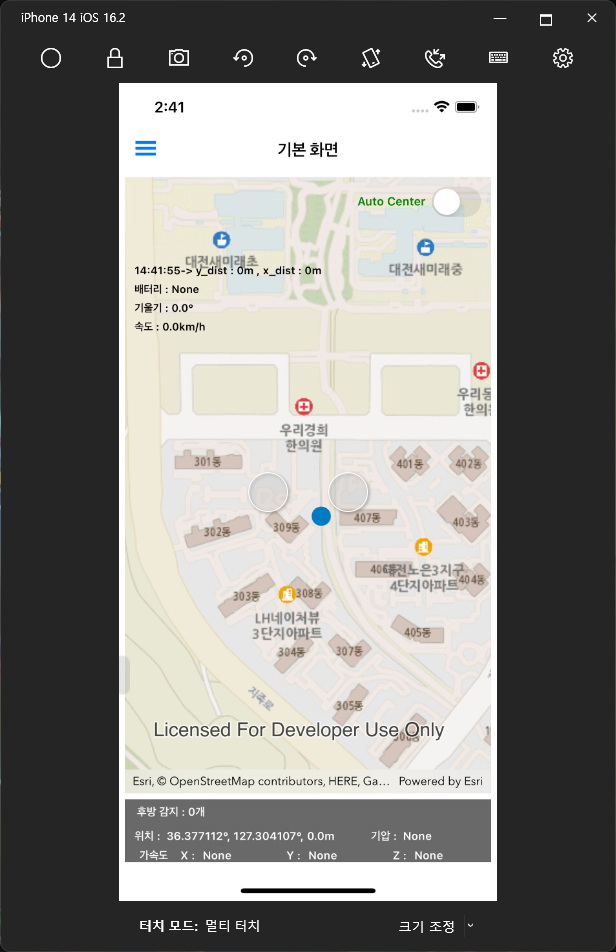 iPhone 14 iOS 16.2
2:41
기본 화면
Auto Center
대전새미래초
대전새미래중
14:41:55-> y_dist : 0m , x_dist : 0m
배터리 : None
기울기 : 0.0°
속도 : 0.0km/h
우리동
한의
우리경희
한의원
301동
401동
402동
407동
403동
302동
309동
대전노은3지구
4단지아파트
404동
303동
308동
LH네이처뷰
3단지아파트
405동
304동
307동
지족로
305동
Licensed For Developer Use Only
Esri, © OpenStreetMap contributors, HERE, Ga... Powered by Esri
후방 감지 : 0개
위치 : 36.377112°, 127.304107°, 0.0m 기압 : None
가속도 X : None Y : None Z : None
터치 모드: 멀티 터치 크기 조정